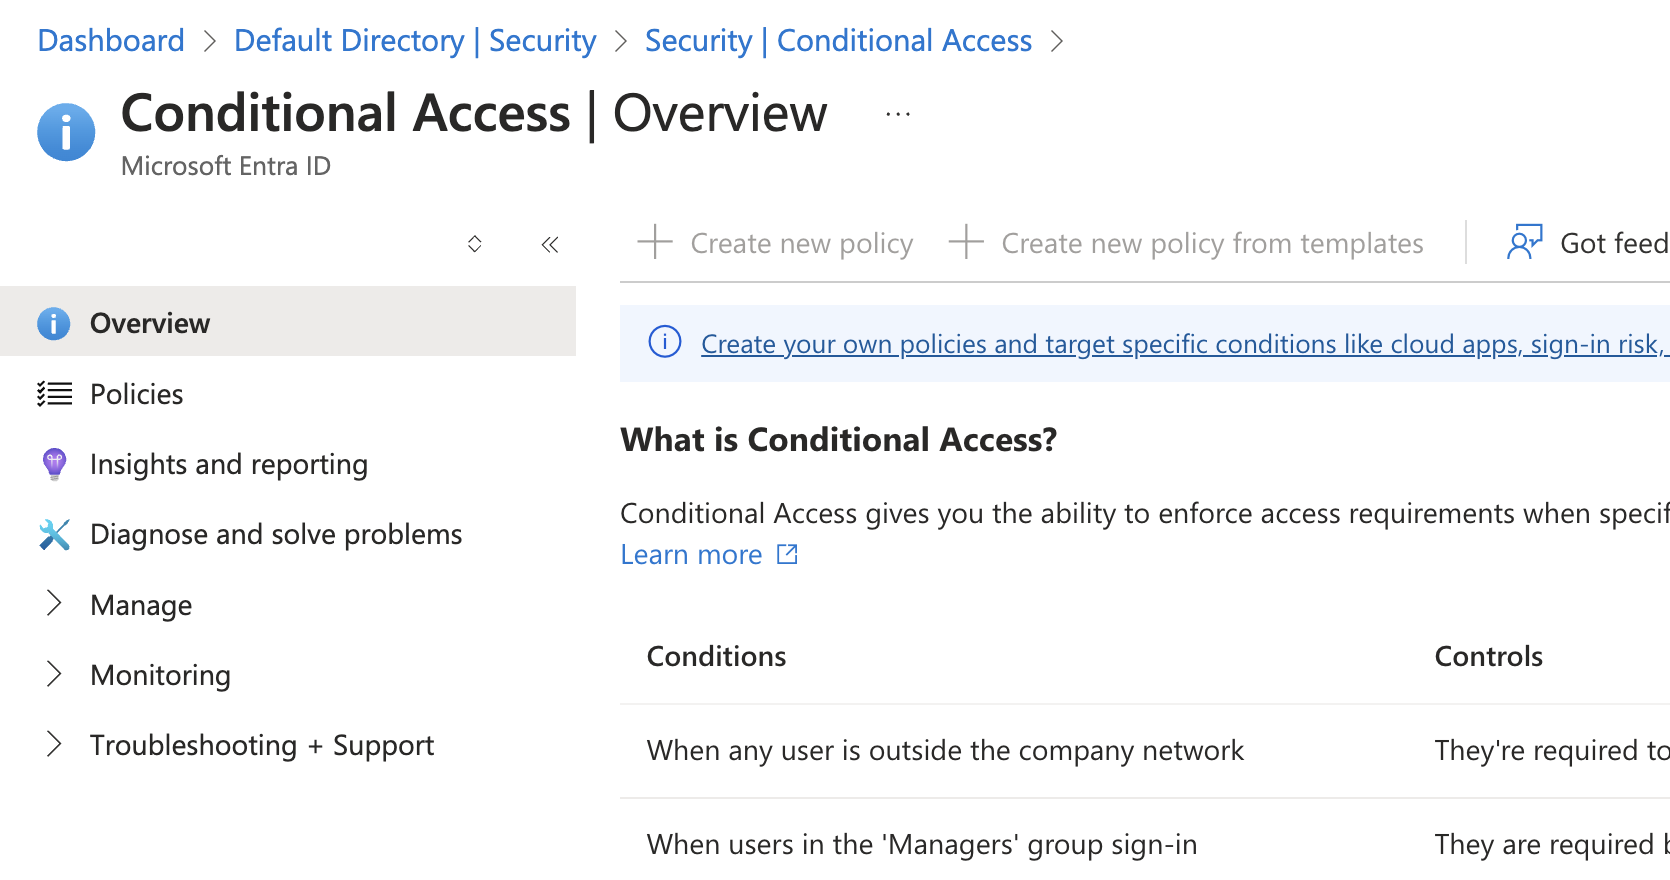 Dashboard > Default Directory | Security > Security | Conditional Access >
Conditional Access | Overview ...
Microsoft Entra ID
Create new policy
Create new policy from templates
Got feed
Overview
Policies
Insights and reporting
Diagnose and solve problems
Manage
Monitoring
Troubleshooting + Support
Create your own policies and target specific conditions like cloud apps, sign-in risk,
What is Conditional Access?
Conditional Access gives you the ability to enforce access requirements when specif
Learn more
Conditions Controls
When any user is outside the company network They're required to
When users in the 'Managers' group sign-in They are required b